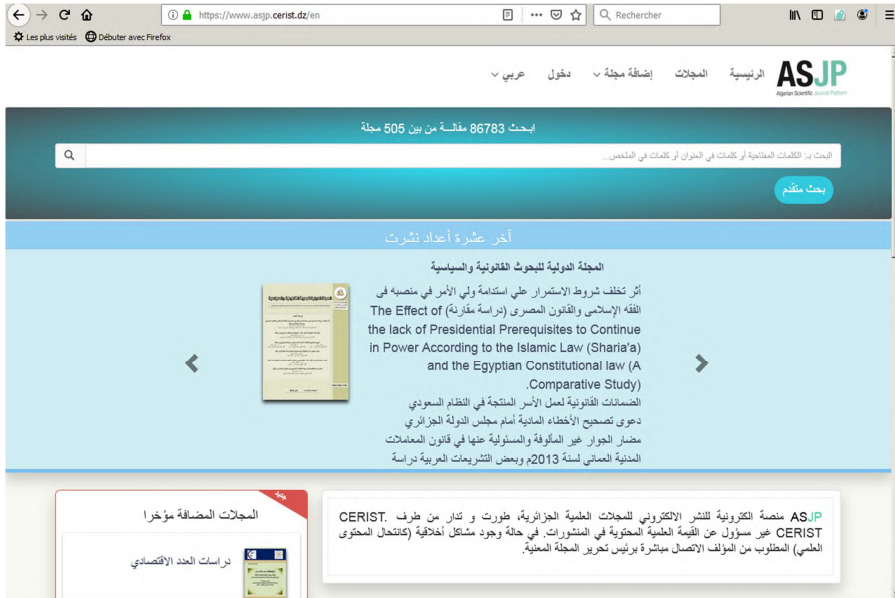 https://www.asjp.cerist.dz/en
Rechercher
Les plus visités
Débuter avec Firefox
ASJP
Algerian Scientific Journal Platform
الرئيسية
المجلات
إضافة مجلة
دخول
عربي
ابـحـث 86783 مقالـــة من بين 505 مجلة
البحث بـ: الكلمات المفتاحية أو كلمات في العنوان أو كلمات في الملخص...
بحث متقّدم
آخر عشرة أعداد نشرت
المجلة الدولية للبحوث القانونية والسياسية
أثر تخلف شروط الاستمرار علي استدامة ولي الأمر في منصبه فى
الفقه الإسلامى والقانون المصرى (دراسة مقارنة) The Effect of
the lack of Presidential Prerequisites to Continue
in Power According to the Islamic Law (Sharia'a)
and the Egyptian Constitutional law (A
Comparative Study).
الضمانات القانونية لعمل الأسر المنتجة في النظام السعودي
دعوى تصحيح الأخطاء المادية أمام مجلس الدولة الجزائري
مضار الجوار غير المألوفة والمسئولية عنها في قانون المعاملات
المدنية العماني لسنة 2013م وبعض التشريعات العربية دراسة
ASJP منصة الكترونية للنشر الالكتروني للمجلات العلمية الجزائرية، طورت و تدار من طرف CERIST.
CERIST غير مسؤول عن القيمة العلمية المحتوية في المنشورات. في حالة وجود مشاكل أخلاقية (كانتحال المحتوى
العلمي) المطلوب من المؤلف الاتصال مباشرة برئيس تحرير المجلة المعنية.
جديد
المجلات المضافة مؤخرا
دراسات العدد الاقتصادي